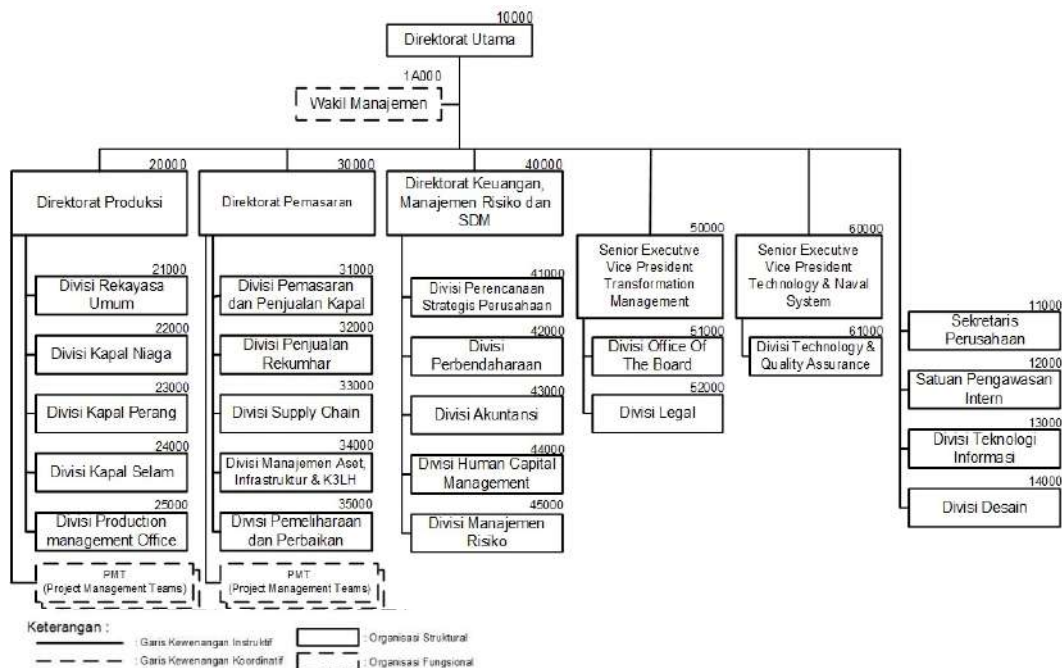 10000
Direktorat Utama
1A000
Wakil Manajemen
20000
Direktorat Produksi
30000
Direktorat Pemasaran
40000
Direktorat Keuangan,
Manajemen Risiko dan
SDM
50000
Senior Executive
Vice President
Transformation
Management
60000
Senior Executive
Vice President
Technology & Naval
System
21000
Divisi Rekayasa
Umum
22000
Divisi Kapal Niaga
23000
Divisi Kapal Perang
24000
Divisi Kapal Selam
25000
Divisi Production
management Office
PMT
(Project Management Teams)
31000
Divisi Pemasaran
dan Penjualan Kapal
32000
Divisi Penjualan
Rekumhar
33000
Divisi Supply Chain
34000
Divisi Manajemen Aset,
Infrastruktur & K3LH
35000
Divisi Pemeliharaan
dan Perbaikan
PMT
(Project Management Teams)
41000
Divisi Perencanaan
Strategis Perusahaan
42000
Divisi
Perbendaharaan
43000
Divisi Akuntansi
44000
Divisi Human Capital
Management
45000
Divisi Manajemen
Risiko
51000
Divisi Office Of
The Board
52000
Divisi Legal
61000
Divisi Technology &
Quality Assurance
11000
Sekretaris
Perusahaan
12000
Satuan Pengawasan
Intern
13000
Divisi Teknologi
Informasi
14000
Divisi Desain
Keterangan :
: Garis Kewenangan Instruktif
: Organisasi Struktural
: Garis Kewenangan Koordinatif
: Organisasi Fungsional